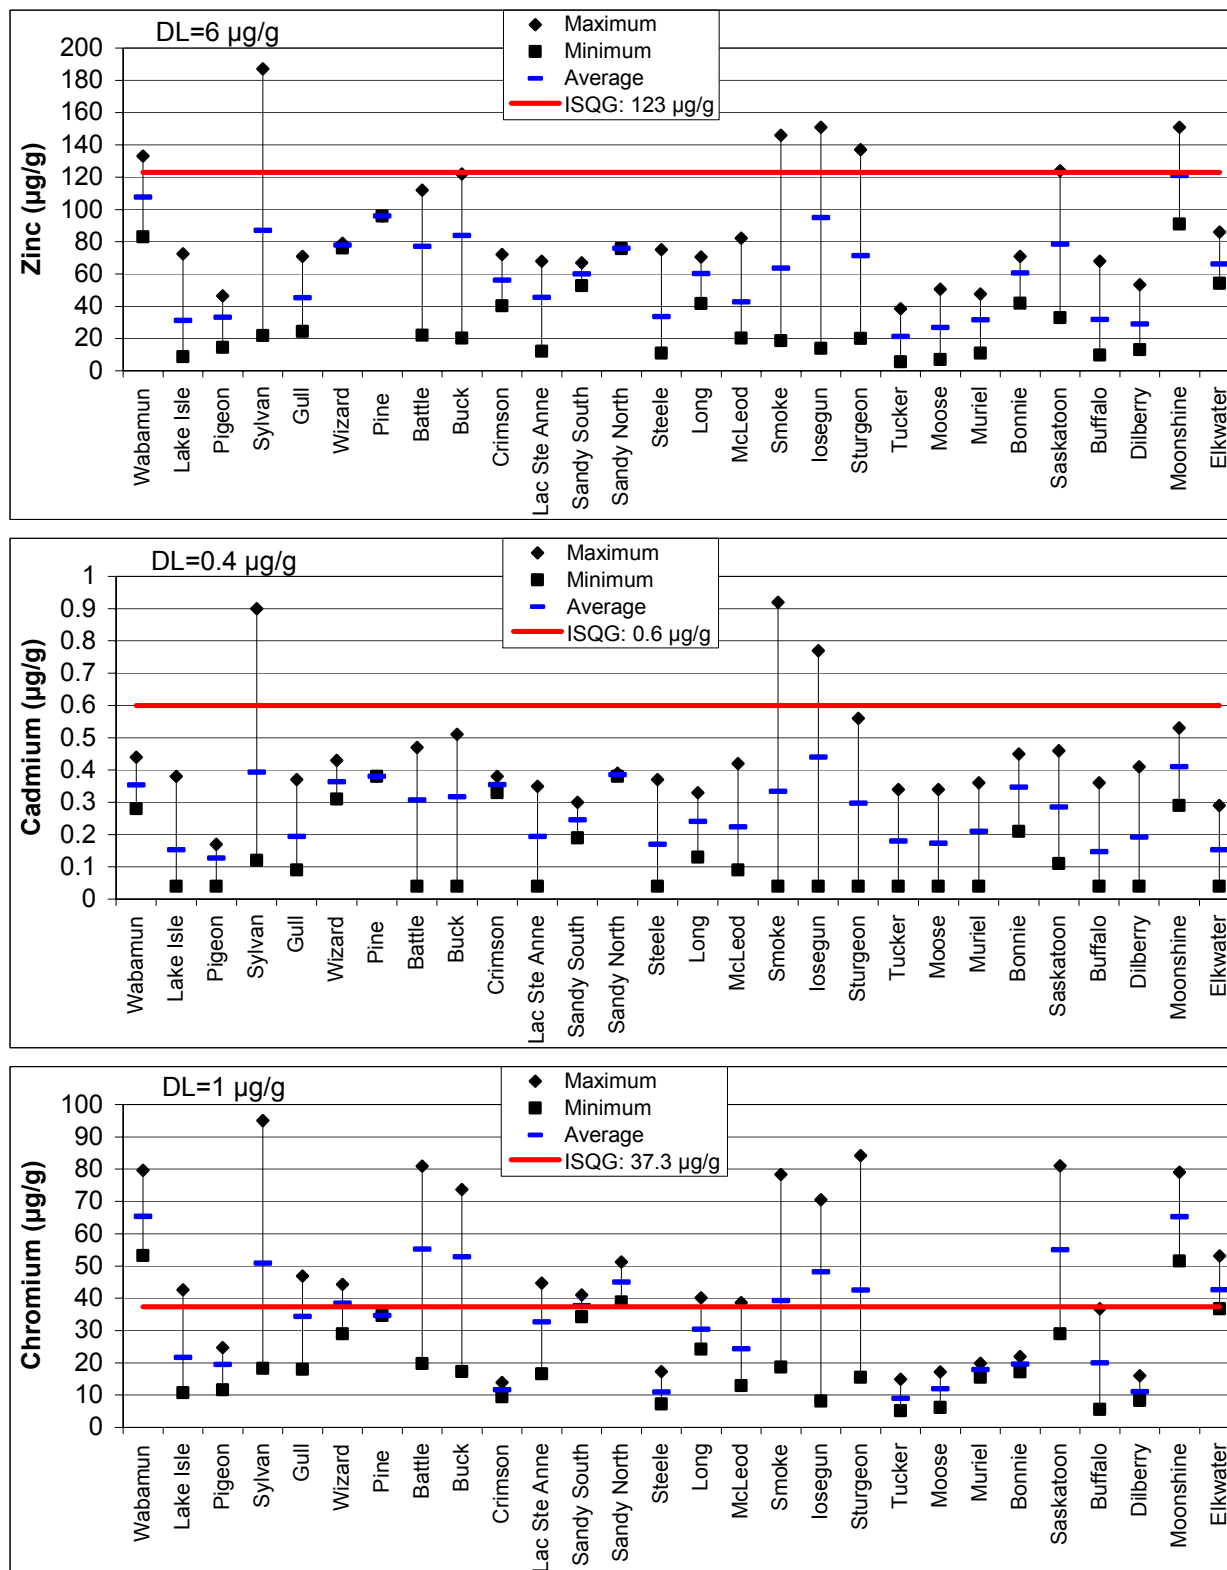 DL=6 µg/g
Maximum
Minimum
Average
ISQG: 123 µg/g
Zinc (µg/g)
200
180
160
140
120
100
80
60
40
20
0
Wabamun
Lake Isle
Pigeon
Sylvan
Gull
Wizard
Pine
Battle
Buck
Crimson
Lac Ste Anne
Sandy South
Sandy North
Steele
Long
McLeod
Smoke
Iosegun
Sturgeon
Tucker
Moose
Muriel
Bonnie
Saskatoon
Buffalo
Dilberry
Moonshine
Elkwater
DL=0.4 µg/g
Maximum
Minimum
Average
ISQG: 0.6 µg/g
Cadmium (µg/g)
1
0.9
0.8
0.7
0.6
0.5
0.4
0.3
0.2
0.1
0
Wabamun
Lake Isle
Pigeon
Sylvan
Gull
Wizard
Pine
Battle
Buck
Crimson
Lac Ste Anne
Sandy South
Sandy North
Steele
Long
McLeod
Smoke
Iosegun
Sturgeon
Tucker
Moose
Muriel
Bonnie
Saskatoon
Buffalo
Dilberry
Moonshine
Elkwater
DL=1 µg/g
Maximum
Minimum
Average
ISQG: 37.3 µg/g
Chromium (µg/g)
100
90
80
70
60
50
40
30
20
10
0
Wabamun
Lake Isle
Pigeon
Sylvan
Gull
Wizard
Pine
Battle
Buck
Crimson
Lac Ste Anne
Sandy South
Sandy North
Steele
Long
McLeod
Smoke
Iosegun
Sturgeon
Tucker
Moose
Muriel
Bonnie
Saskatoon
Buffalo
Dilberry
Moonshine
Elkwater